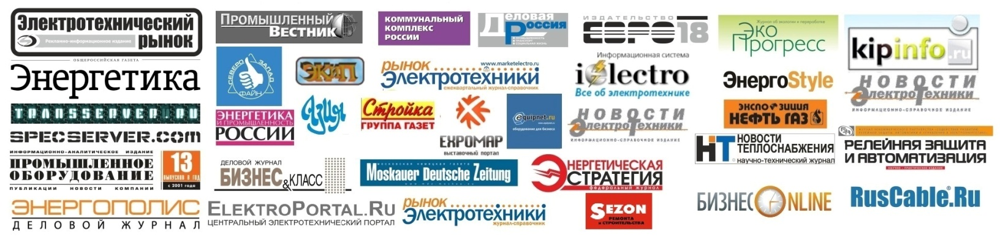 Электротехнический
Рекламно-информационное издание
рынок
ОБЩЕРОССИЙСКАЯ ГАЗЕТА
Энергетика
TRANSSERVER.RU
SPECSERVER.COM
ИНФОРМАЦИОННО-АНАЛИТИЧЕСКОЕ ИЗДАНИЕ
ПРОМЫШЛЕННОЕ
ОБОРУДОВАНИЕ
ПУБЛИКАЦИИ НОВОСТИ КОМПАНИИ
13
ВЫПУСКОВ В ГОД
с 2001 года
ЭНЕРГОПОЛИС
ДЕЛОВОЙ ЖУРНАЛ
ПРОМЫШЛЕННЫЙ
ВЕСТНИК
СЕВЕРО ЗАПАД
ФАЙН
ЭКиП
ЭНЕРГЕТИКА
И ПРОМЫШЛЕННОСТЬ
РОССИИ
Азия
ДЕЛОВОЙ ЖУРНАЛ
БИЗНЕС
&КЛАСС
ELEKTROPORTAL.RU
ЦЕНТРАЛЬНЫЙ ЭЛЕКТРОТЕХНИЧЕСКИЙ ПОРТАЛ
КОММУНАЛЬНЫЙ
КОМПЛЕКС
РОССИИ
Деловая
Россия
ПРОМЫШЛЕННОСТЬ
ТРАНСПОРТ
СОЦИАЛЬНАЯ ЖИЗНЬ
рынок
www.marketelectro.ru
Электротехники
ежеквартальный журнал-справочник
Стройка
ГРУППА ГАЗЕТ
EXPOMAP
выставочный портал
equipnet.ru
оборудование для бизнеса
московская немецкая газета
Moskauer Deutsche Zeitung
рынок
Электротехники
журнал-справочник
ИЗДАТЕЛЬСТВО
ЕВРО18
Информационная система
ielectro
Все об электротехнике
НОВОСТИ
ЭлектроТехники
ИНФОРМАЦИОННО-СПРАВОЧНОЕ ИЗДАНИЕ
ЭНЕРГЕТИЧЕСКАЯ
СТРАТЕГИЯ
федеральный журнал
SEZON
РЕМОНТА
и СТРОИТЕЛЬСТВА
Журнал об экологии и переработке
Эко
Прогресс
ЭнергоStyle
ЭКСПОЗИЦИЯ
НЕФТЬ ГАЗ
НТ
НОВОСТИ
ТЕПЛОСНАБЖЕНИЯ
научно-технический журнал
БИЗНЕС ONLINE
kipinfo.ru
НОВОСТИ
ЭлектроТехники
ИНФОРМАЦИОННО-СПРАВОЧНОЕ ИЗДАНИЕ
РЕЛЕЙНАЯ ЗАЩИТА
И АВТОМАТИЗАЦИЯ
НАУЧНО-ПРАКТИЧЕСКОЕ ИЗДАНИЕ
RusCable.Ru